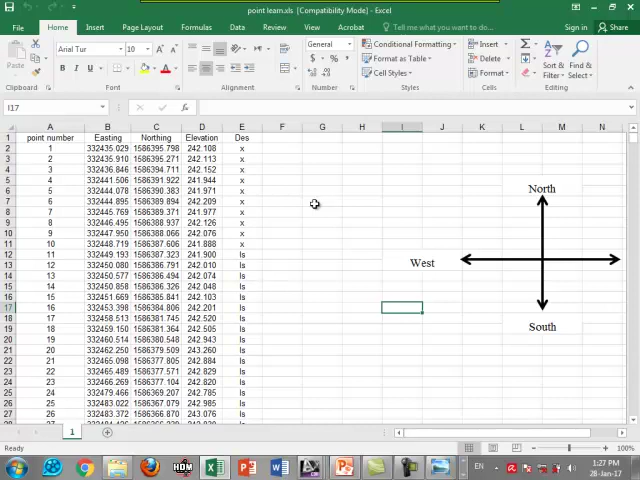 point learn.xls [Compatibility Mode] - Excel
File Home Insert Page Layout Formulas Data Review View Acrobat Tell me what you want to do... Sign in Share
Arial Tur 10 General Conditional Formatting Insert
Paste Format as Table Delete
B I U Cell Styles Format Sort & Filter Find & Select
Clipboard Font Alignment Number Styles Cells Editing
I17 fx
A B C D E F G H I J K L M N
1 point number Easting Northing Elevation Des
2 1 332435.029 1586395.798 242.108 x
3 2 332435.910 1586395.271 242.113 x
4 3 332436.846 1586394.711 242.152 x
5 4 332441.506 1586391.922 241.944 x
6 5 332444.078 1586390.383 241.971 x
7 6 332444.895 1586389.894 242.209 x
8 7 332445.769 1586389.371 241.977 x
9 8 332446.495 1586388.937 242.126 x
10 9 332447.950 1586388.066 242.076 x
11 10 332448.719 1586387.606 241.888 x
12 11 332449.193 1586387.323 241.900 ls
13 12 332450.080 1586386.791 242.010 ls
14 13 332450.577 1586386.494 242.074 ls
15 14 332450.858 1586386.326 242.048 ls
16 15 332451.669 1586385.841 242.103 ls
17 16 332453.398 1586384.806 242.201 ls
18 17 332458.513 1586381.745 242.520 ls
19 18 332459.150 1586381.364 242.505 ls
20 19 332460.514 1586380.548 242.943 ls
21 20 332462.250 1586379.509 243.260 ls
22 21 332465.098 1586377.805 242.884 ls
23 22 332465.489 1586377.571 242.881 ls
24 23 332466.269 1586377.104 242.820 ls
25 24 332479.466 1586369.207 242.785 ls
26 25 332483.022 1586367.079 242.985 ls
27 26 332483.372 1586366.870 243.076 ls
North
West
South
1
Ready 100%
HDM
EN
1:27 PM
28-Jan-17